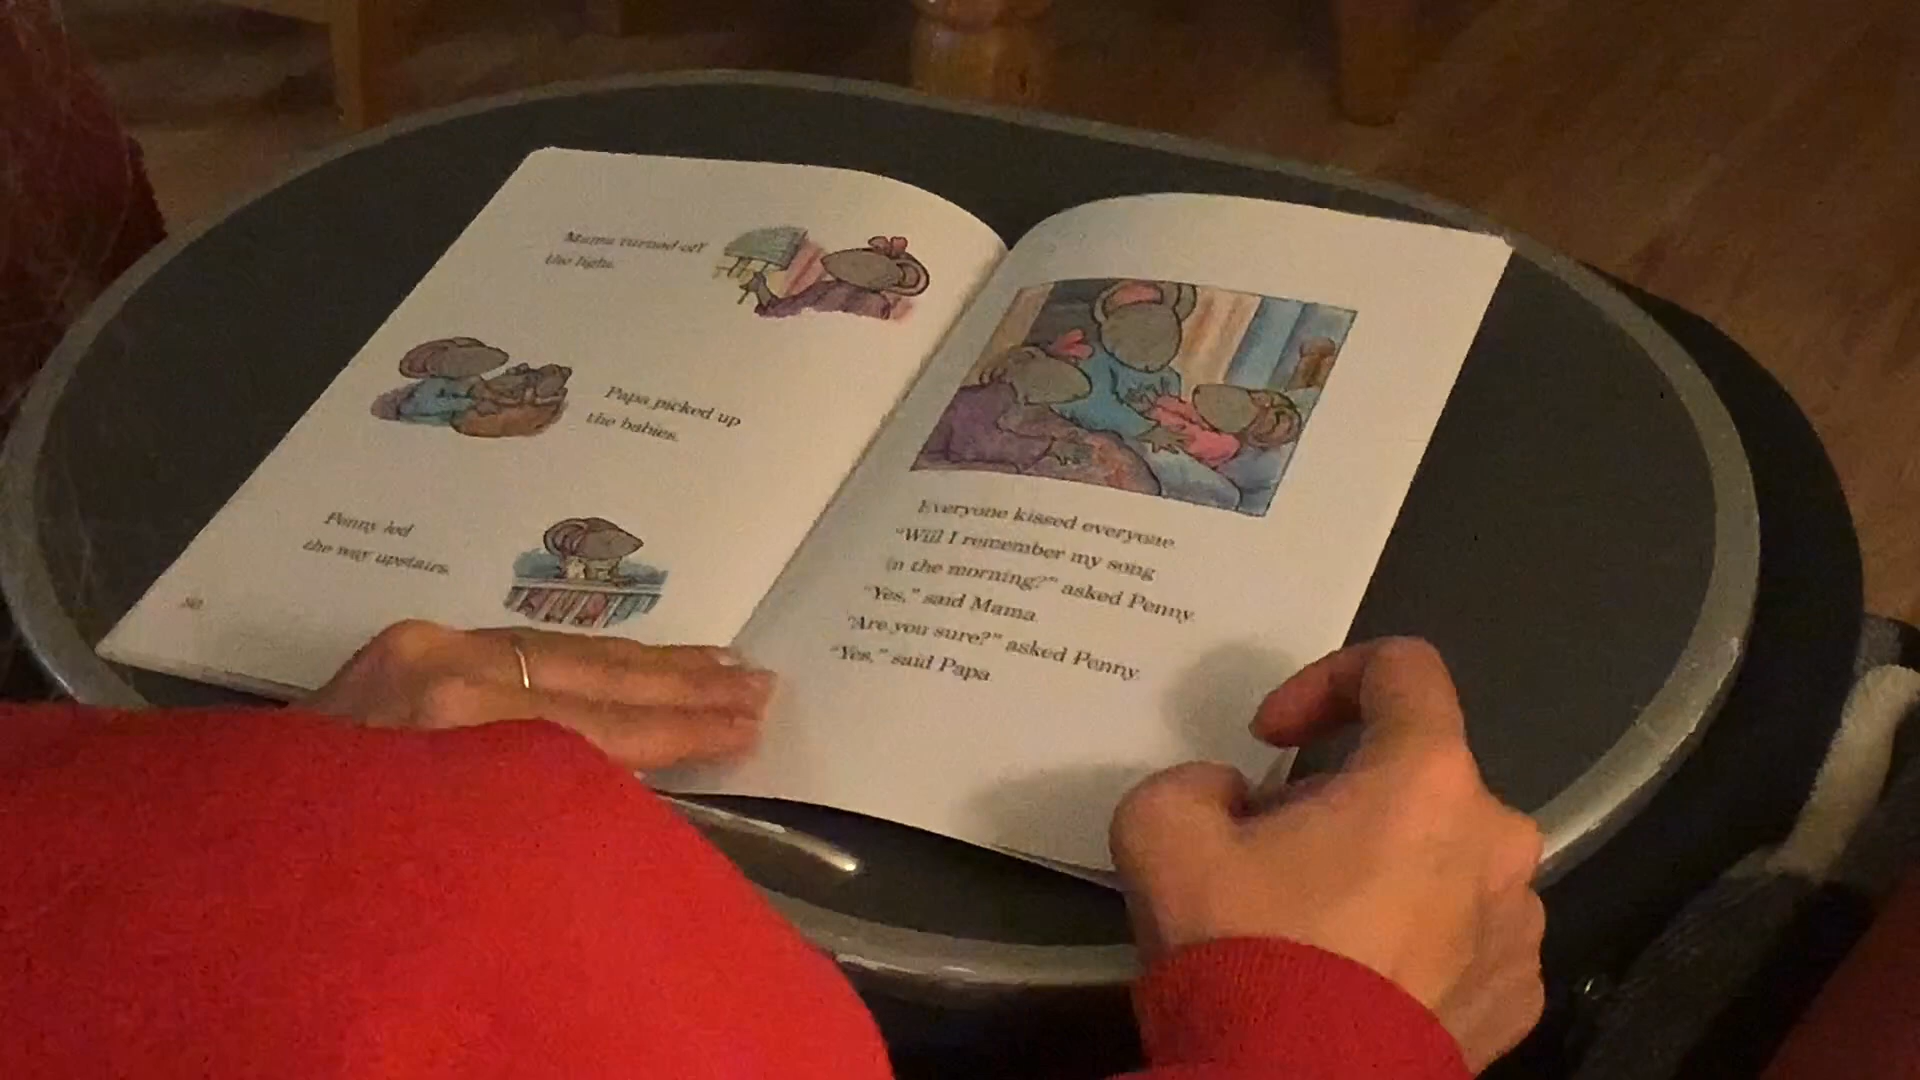 Mama turned off
the light.
Papa picked up
the babies.
Penny led
the way upstairs.
30
Everyone kissed everyone.
"Will I remember my song
in the morning?" asked Penny.
"Yes," said Mama.
"Are you sure?" asked Penny.
"Yes," said Papa.